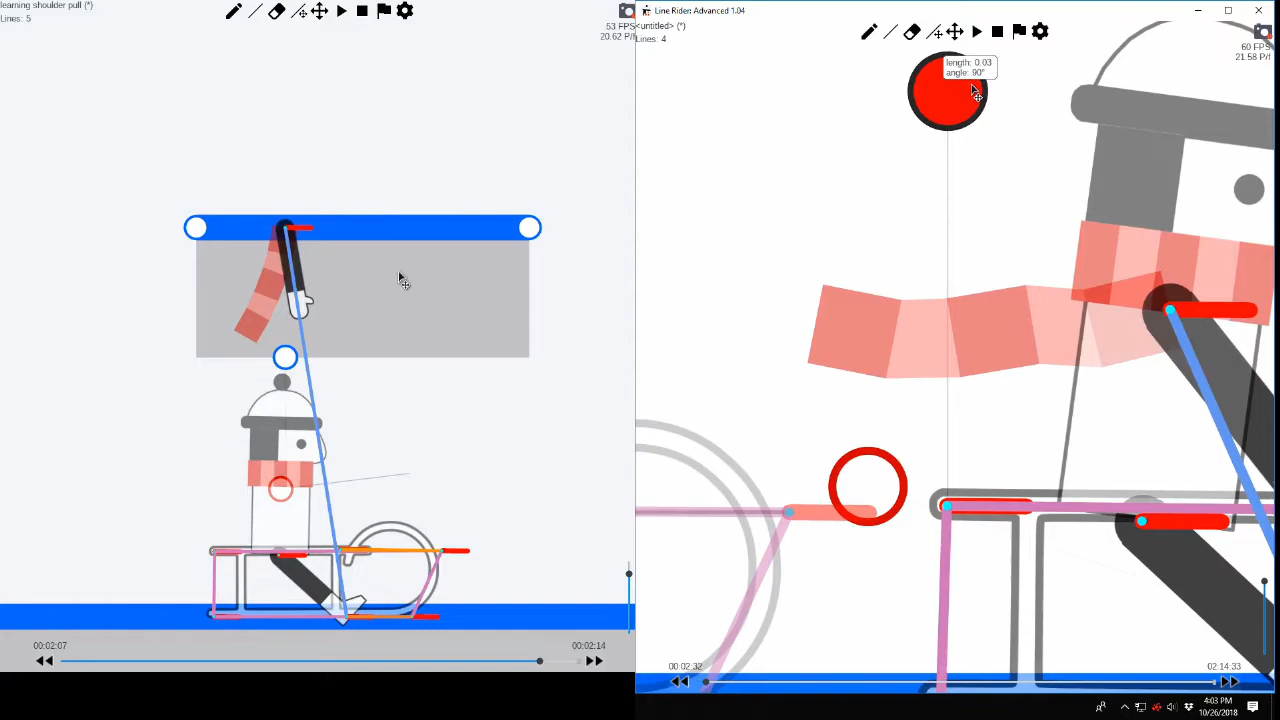 learning shoulder pull (*)
Lines: 5
53 FPS
20.62 P/f
00:02:07
00:02:14
Line Rider: Advanced 1.04
<untitled> (*)
Lines: 4
60 FPS
21.58 P/f
length: 0.03
angle: 90°
00:02.32
02:14:33
4:03 PM
10/26/2018